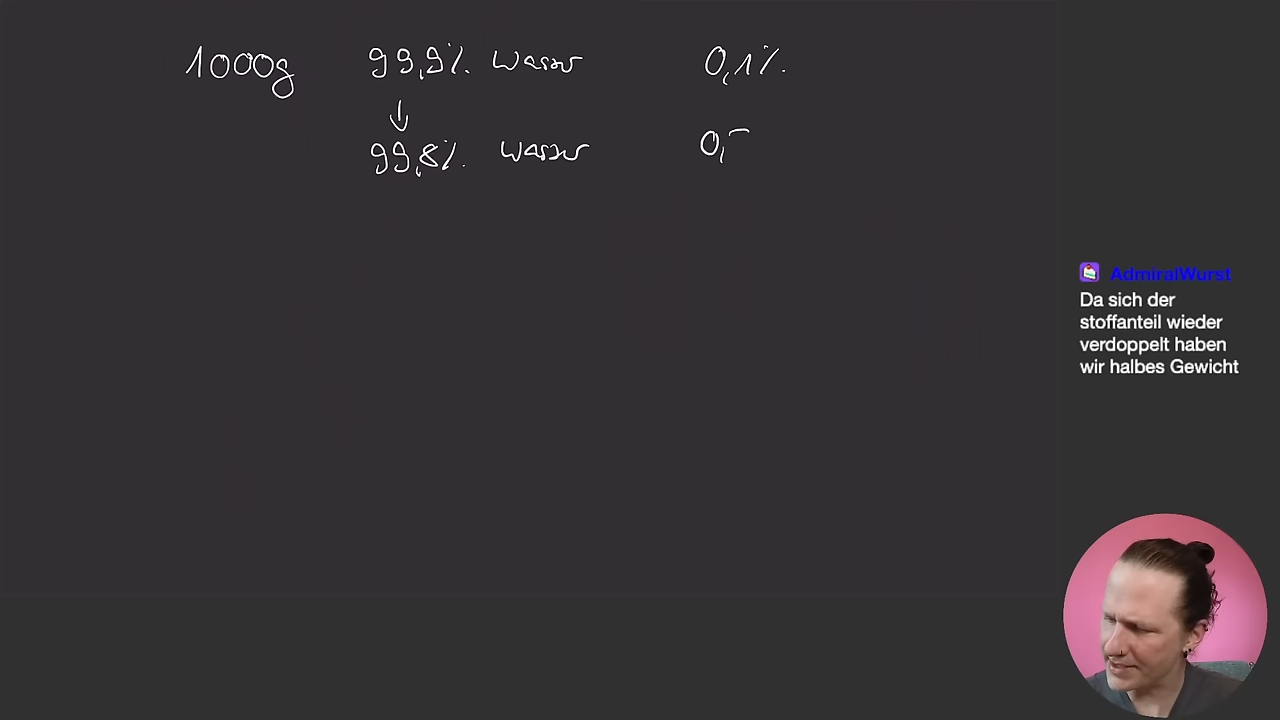 1000g 99,9% Wasser 0,1%.
↓
99,8%. Wasser 0,
AdmiralWurst
Da sich der
stoffanteil wieder
verdoppelt haben
wir halbes Gewicht